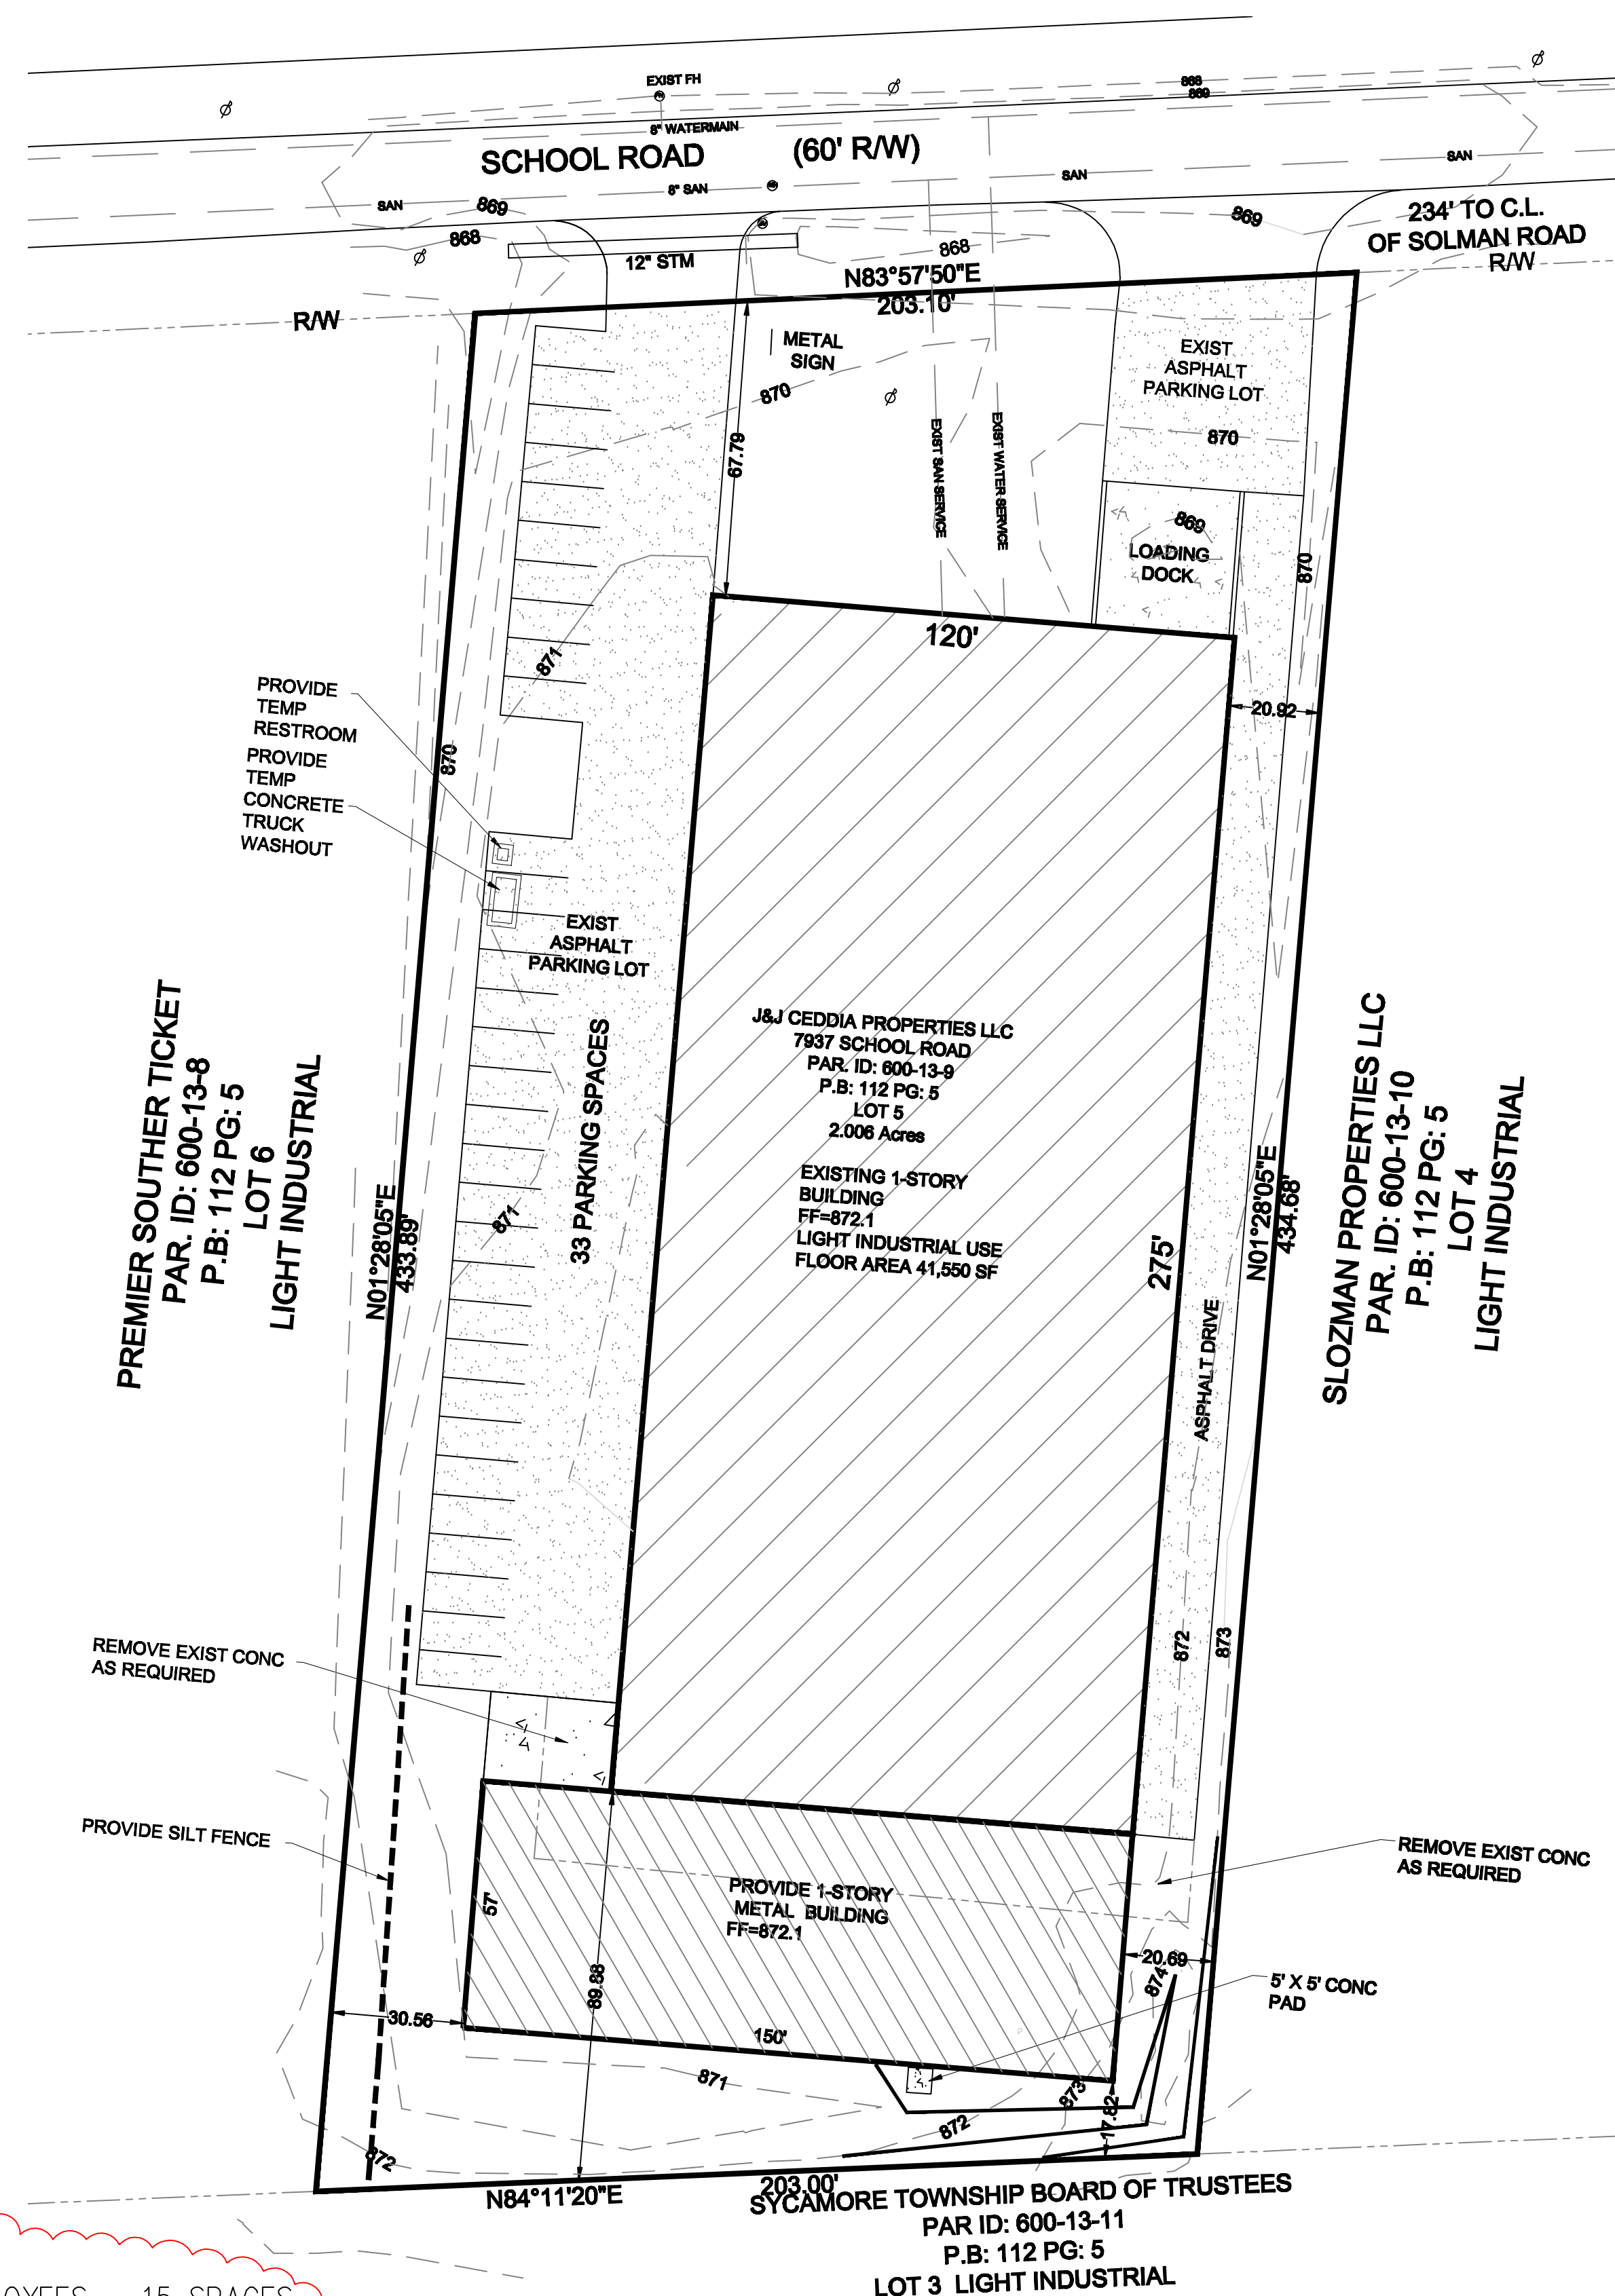 EXIST FH
868
869
8" WATERMAIN
SCHOOL ROAD (60' R/W)
SAN
SAN
8" SAN
SAN
869
868
869
234' TO C.L.
OF SOLMAN ROAD
R/W
12" STM
868
N83°57'50"E
203.10'
R/W
METAL
SIGN
870
EXIST
ASPHALT
PARKING LOT
870
67.79
EXIST SAN SERVICE
EXIST WATER SERVICE
869
LOADING
DOCK
870
120'
871
PROVIDE
TEMP
RESTROOM
20.92
870
PROVIDE
TEMP
CONCRETE
TRUCK
WASHOUT
EXIST
ASPHALT
PARKING LOT
33 PARKING SPACES
871
J&J CEDDIA PROPERTIES LLC
7937 SCHOOL ROAD
PAR. ID: 600-13-9
P.B: 112 PG: 5
LOT 5
2.006 Acres
EXISTING 1-STORY
BUILDING
FF=872.1
LIGHT INDUSTRIAL USE
FLOOR AREA 41,550 SF
PREMIER SOUTHER TICKET
PAR. ID: 600-13-8
P.B: 112 PG: 5
LOT 6
LIGHT INDUSTRIAL
N01°28'05"E
433.89'
275'
N01°28'05"E
434.68'
SLOZMAN PROPERTIES LLC
PAR. ID: 600-13-10
P.B: 112 PG: 5
LOT 4
LIGHT INDUSTRIAL
ASPHALT DRIVE
872
873
REMOVE EXIST CONC
AS REQUIRED
PROVIDE SILT FENCE
REMOVE EXIST CONC
AS REQUIRED
PROVIDE 1-STORY
METAL BUILDING
FF=872.1
57'
89.88
20.69
874
5' X 5' CONC
PAD
30.56
150'
871
873
872
17.82
872
N84°11'20"E
203.00'
SYCAMORE TOWNSHIP BOARD OF TRUSTEES
PAR ID: 600-13-11
P.B: 112 PG: 5
LOT 3 LIGHT INDUSTRIAL
15 SPACES